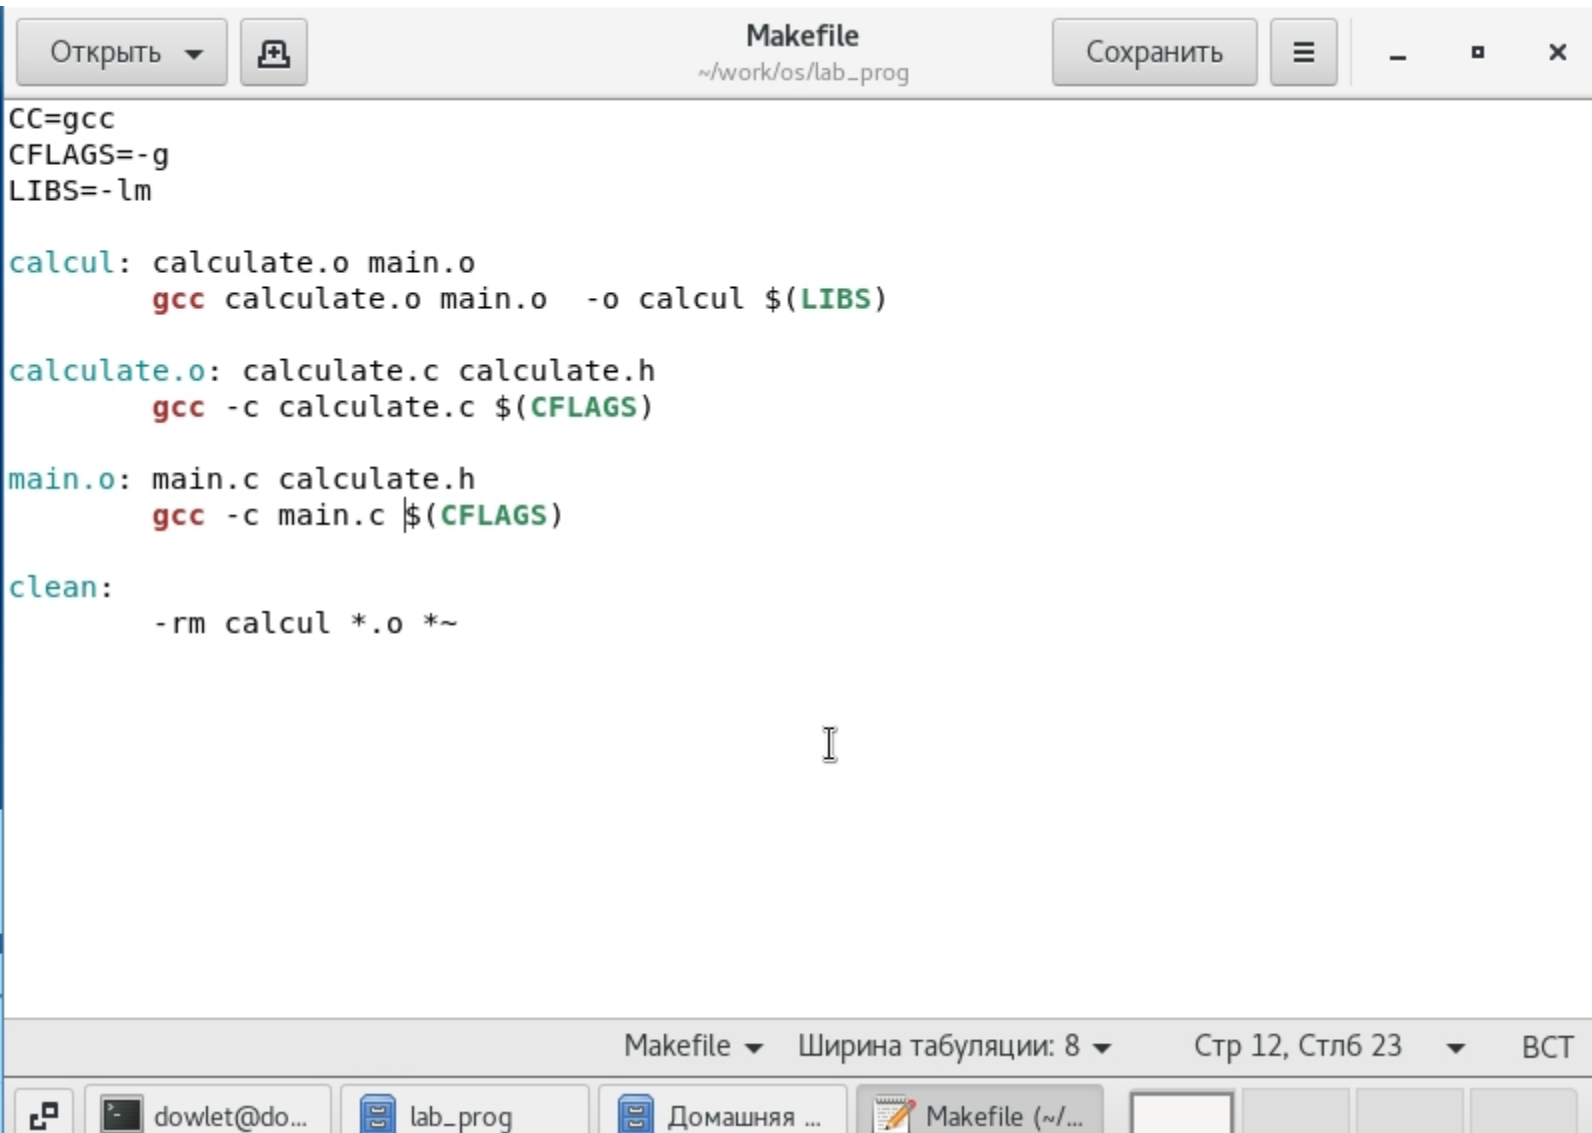 Открыть
Makefile
~/work/os/lab_prog
Сохранить
CC=gcc
CFLAGS=-g
LIBS=-lm
calcul: calculate.o main.o
gcc calculate.o main.o  -o calcul $(LIBS)
calculate.o: calculate.c calculate.h
gcc -c calculate.c $(CFLAGS)
main.o: main.c calculate.h
gcc -c main.c $(CFLAGS)
clean:
-rm calcul *.o *~
Makefile Ширина табуляции: 8 Стр 12, Стлб 23 ВСТ
dowlet@do... lab_prog Домашняя ... Makefile (~/...